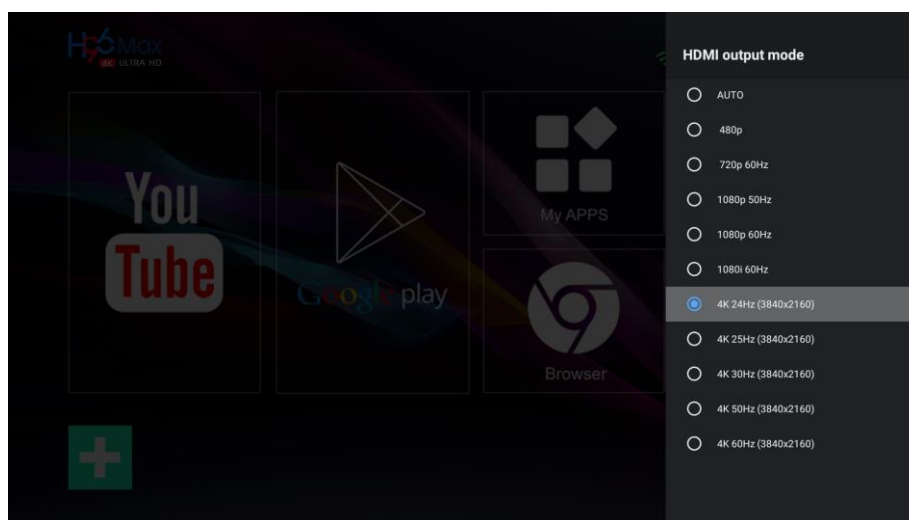 H96 Max
8K ULTRA HD
You
Tube
Google play
My APPS
Browser
HDMI output mode
AUTO
480p
720p 60Hz
1080p 50Hz
1080p 60Hz
1080i 60Hz
4K 24Hz (3840x2160)
4K 25Hz (3840x2160)
4K 30Hz (3840x2160)
4K 50Hz (3840x2160)
4K 60Hz (3840x2160)